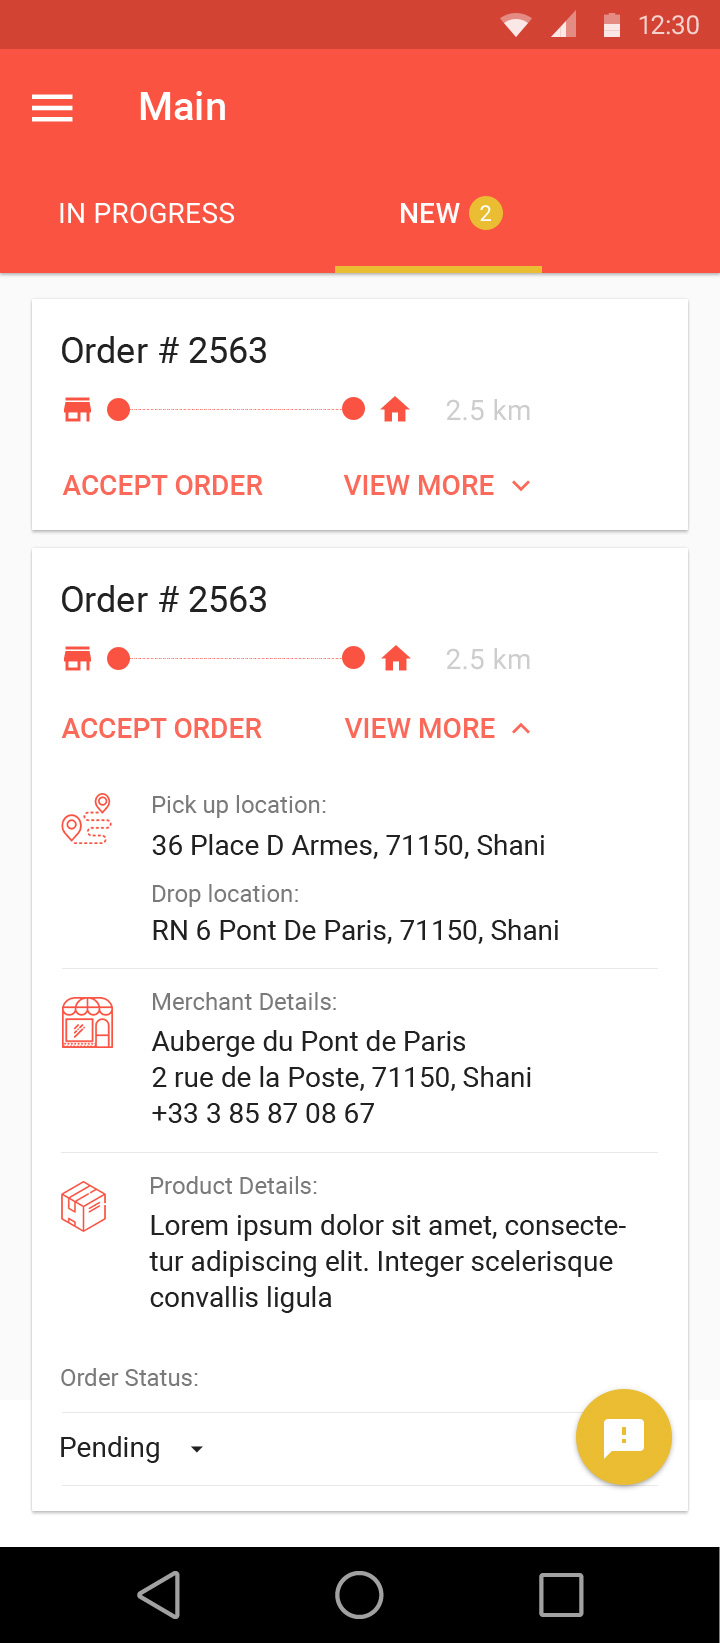 12:30
Main
IN PROGRESS
NEW 2
Order # 2563
2.5 km
ACCEPT ORDER
VIEW MORE
Order # 2563
2.5 km
ACCEPT ORDER
VIEW MORE
Pick up location:
36 Place D Armes, 71150, Shani
Drop location:
RN 6 Pont De Paris, 71150, Shani
Merchant Details:
Auberge du Pont de Paris
2 rue de la Poste, 71150, Shani
+33 3 85 87 08 67
Product Details:
Lorem ipsum dolor sit amet, consecte-
tur adipiscing elit. Integer scelerisque
convallis ligula
Order Status:
Pending